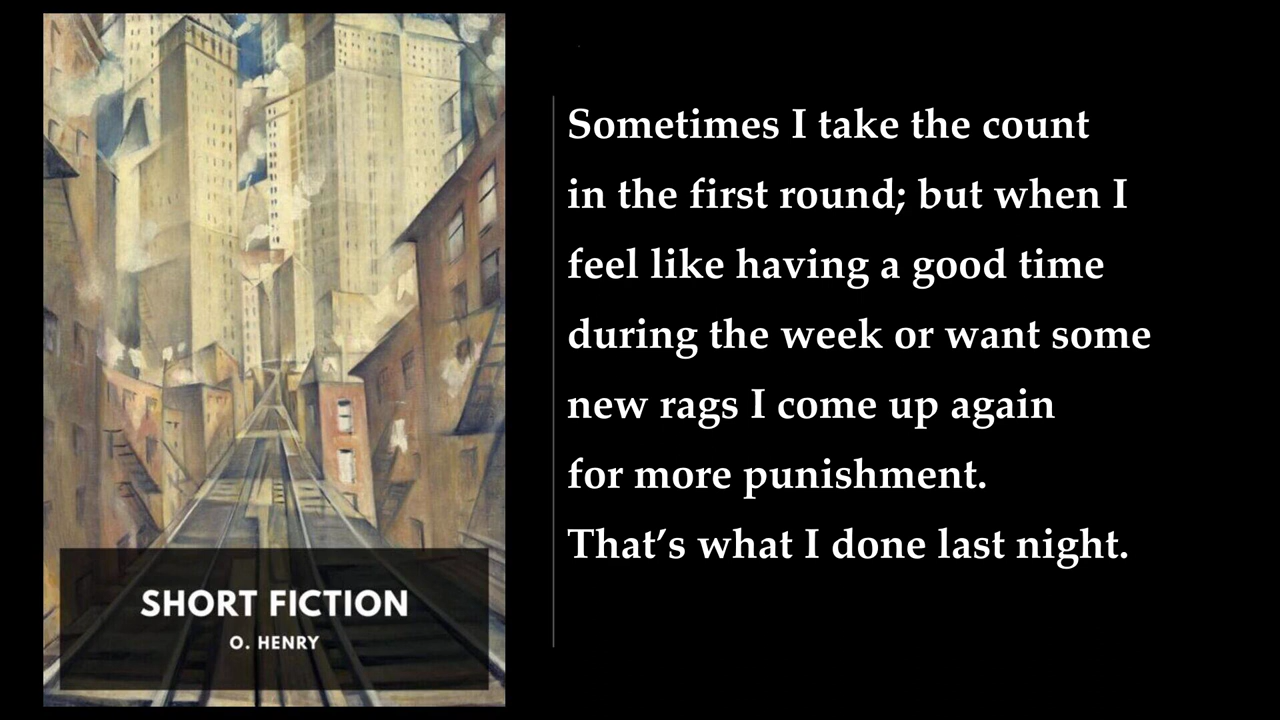 SHORT FICTION
O. HENRY
Sometimes I take the count
in the first round; but when I
feel like having a good time
during the week or want some
new rags I come up again
for more punishment.
That’s what I done last night.